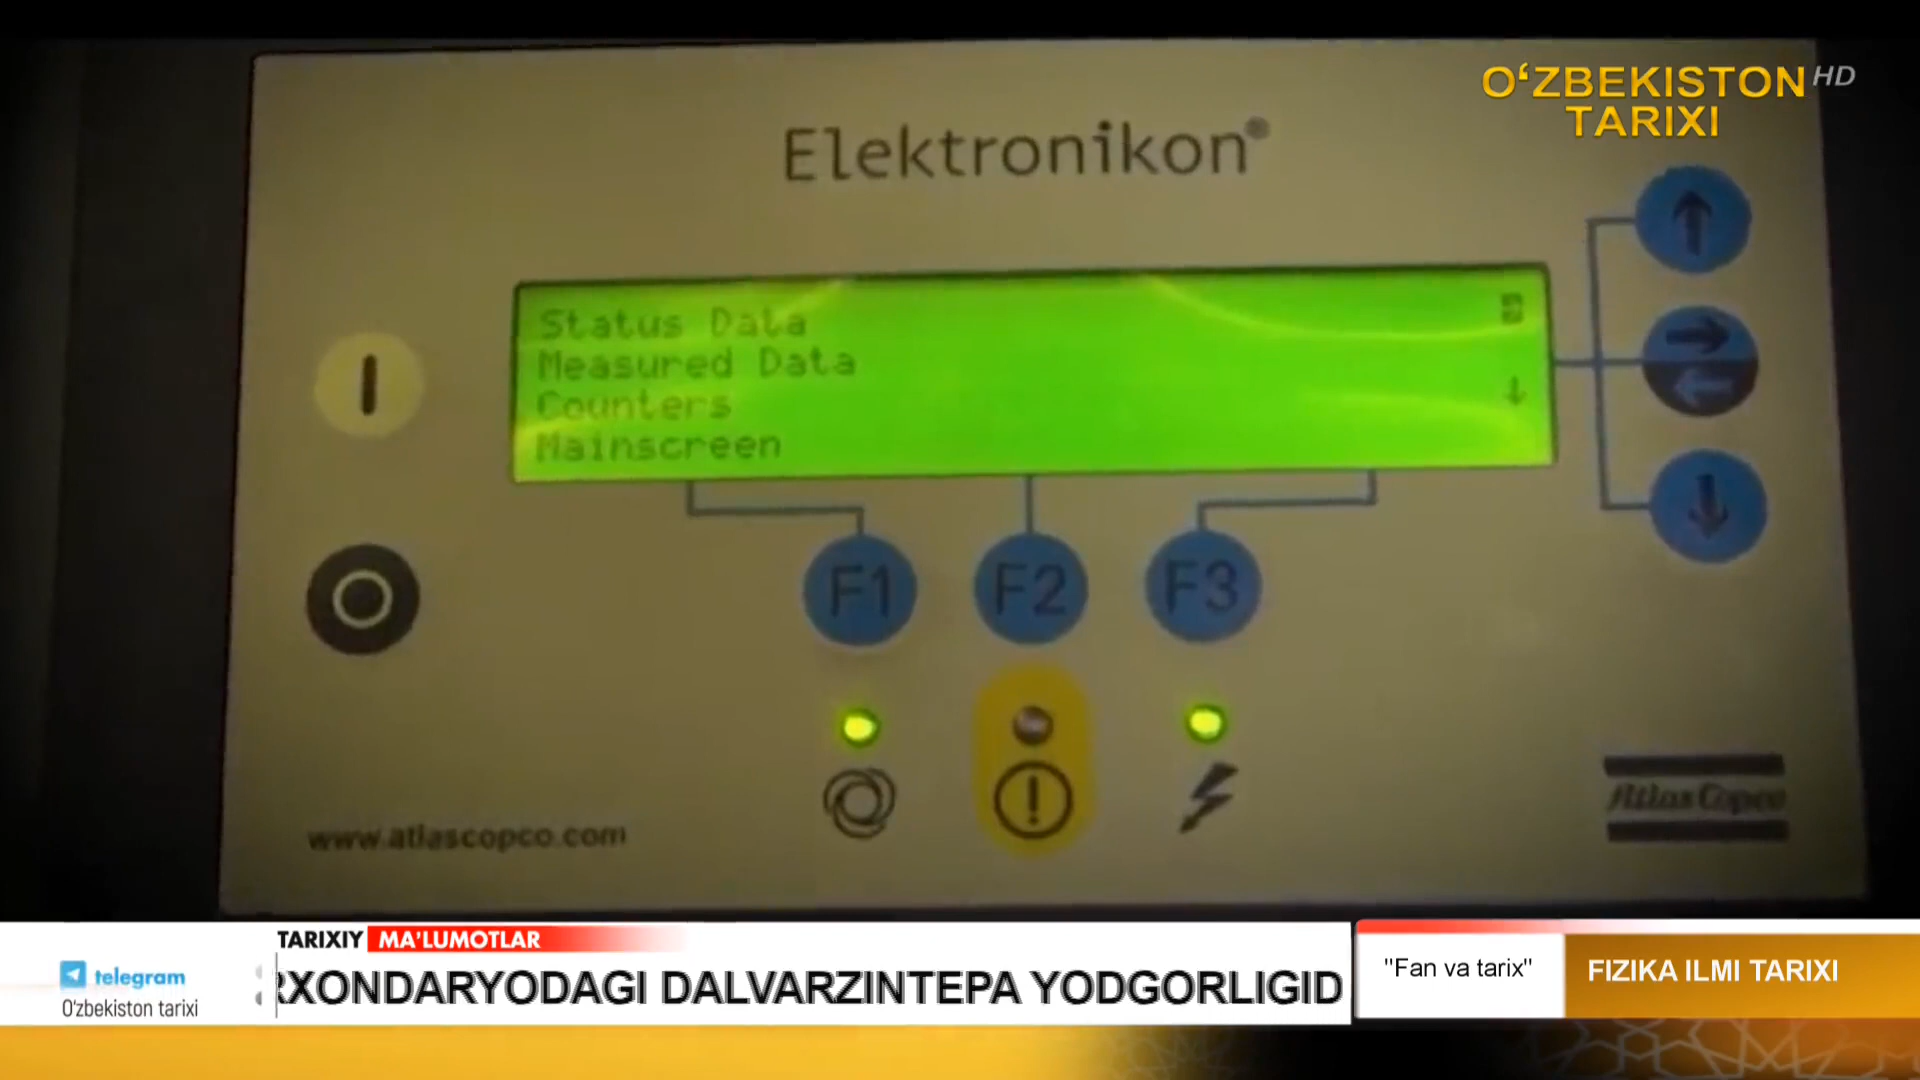 O‘ZBEKISTON HD
TARIXI
Elektronikon®
Status Data
Measured Data
Counters
Mainscreen
F1 F2 F3
www.atlascopco.com
Atlas Copco
TARIXIY MA'LUMOTLAR
telegram
O'zbekiston tarixi
RXONDARYODAGI DALVARZINTEPA YODGORLIGID
"Fan va tarix"
FIZIKA ILMI TARIXI